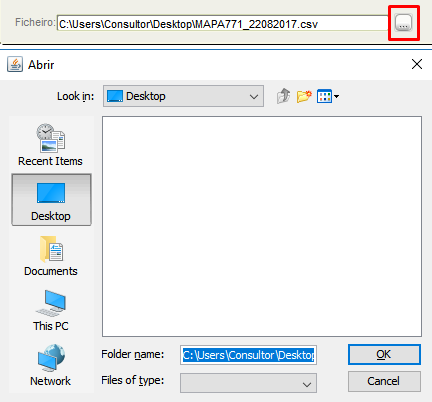 Ficheiro: C:\Users\Consultor\Desktop\MAPA771_22082017.csv ...
Abrir
Look in: Desktop
Recent Items
Desktop
Documents
This PC
Network
Folder name: C:\Users\Consultor\Desktop OK
Files of type: Cancel